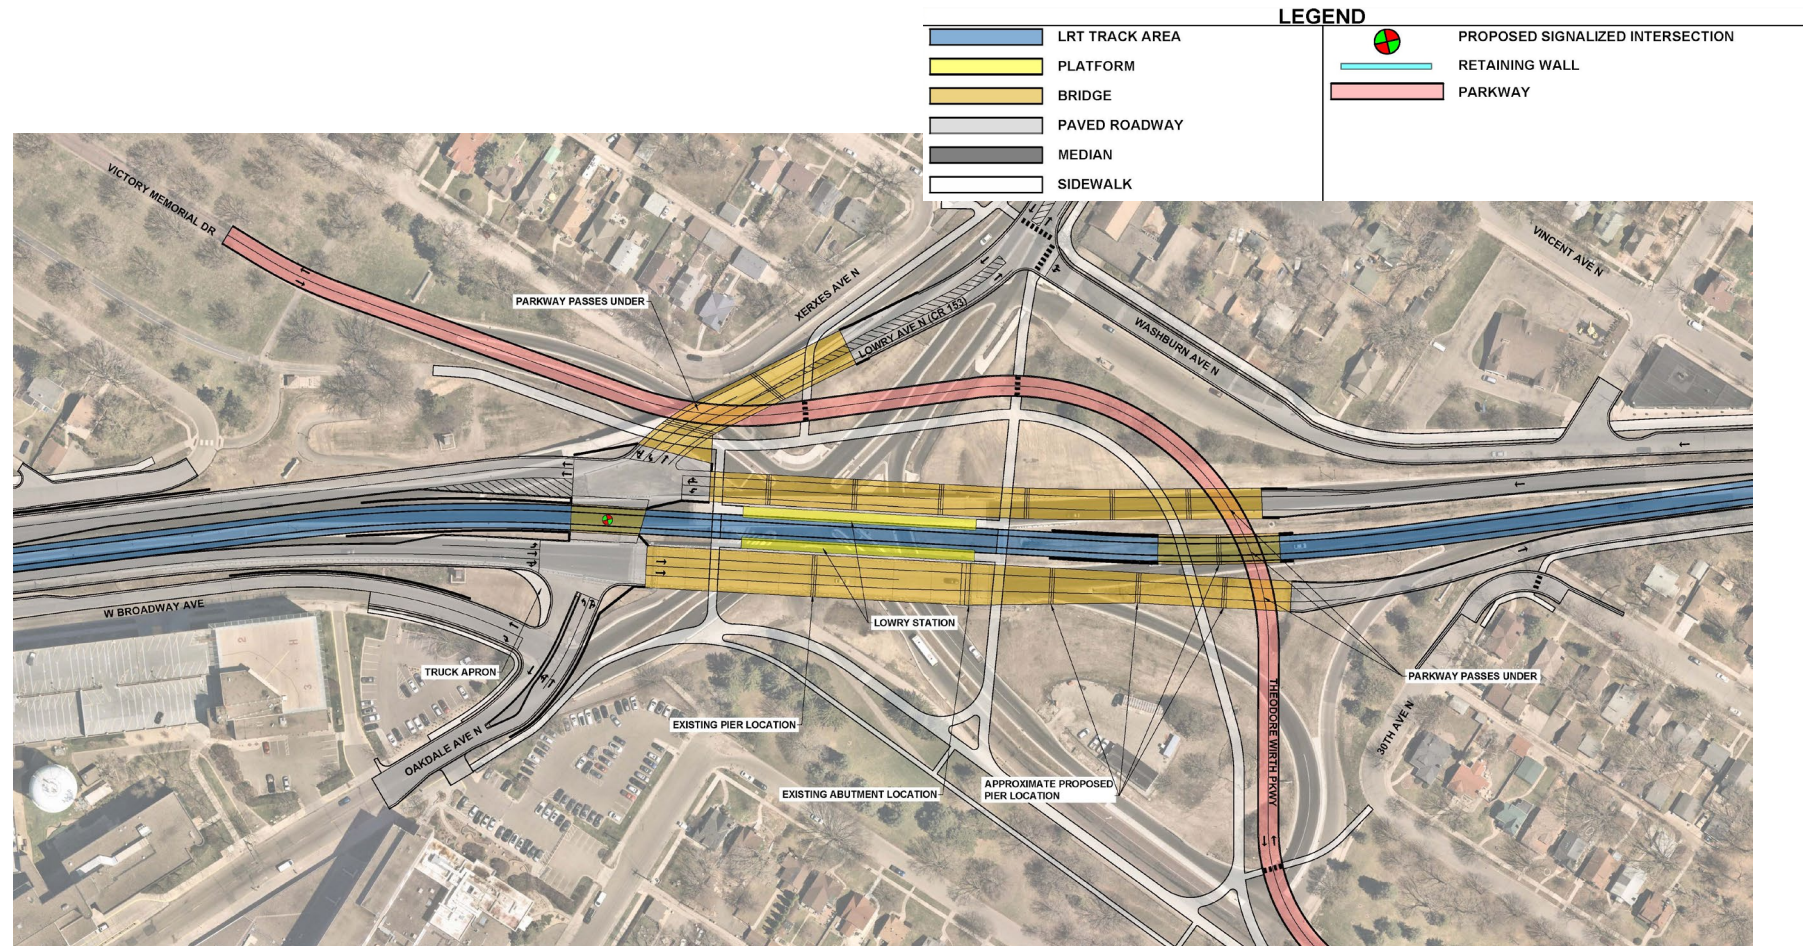 LEGEND
LRT TRACK AREA
PLATFORM
BRIDGE
PAVED ROADWAY
MEDIAN
SIDEWALK
PROPOSED SIGNALIZED INTERSECTION
RETAINING WALL
PARKWAY
VICTORY MEMORIAL DR
PARKWAY PASSES UNDER
XERXES AVE N
LOWRY AVE N (CR 153)
WASHBURN AVE N
VINCENT AVE N
W BROADWAY AVE
TRUCK APRON
OAKDALE AVE N
LOWRY STATION
EXISTING PIER LOCATION
EXISTING ABUTMENT LOCATION
APPROXIMATE PROPOSED
PIER LOCATION
THEODORE WIRTH PKWY
PARKWAY PASSES UNDER
30TH AVE N